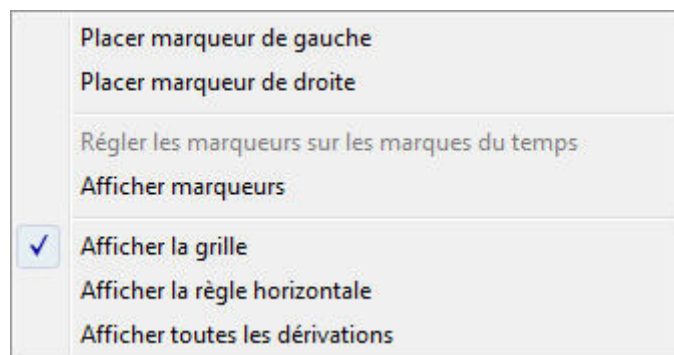 Placer marqueur de gauche
Placer marqueur de droite
Régler les marqueurs sur les marques du temps
Afficher marqueurs
Afficher la grille
Afficher la règle horizontale
Afficher toutes les dérivations